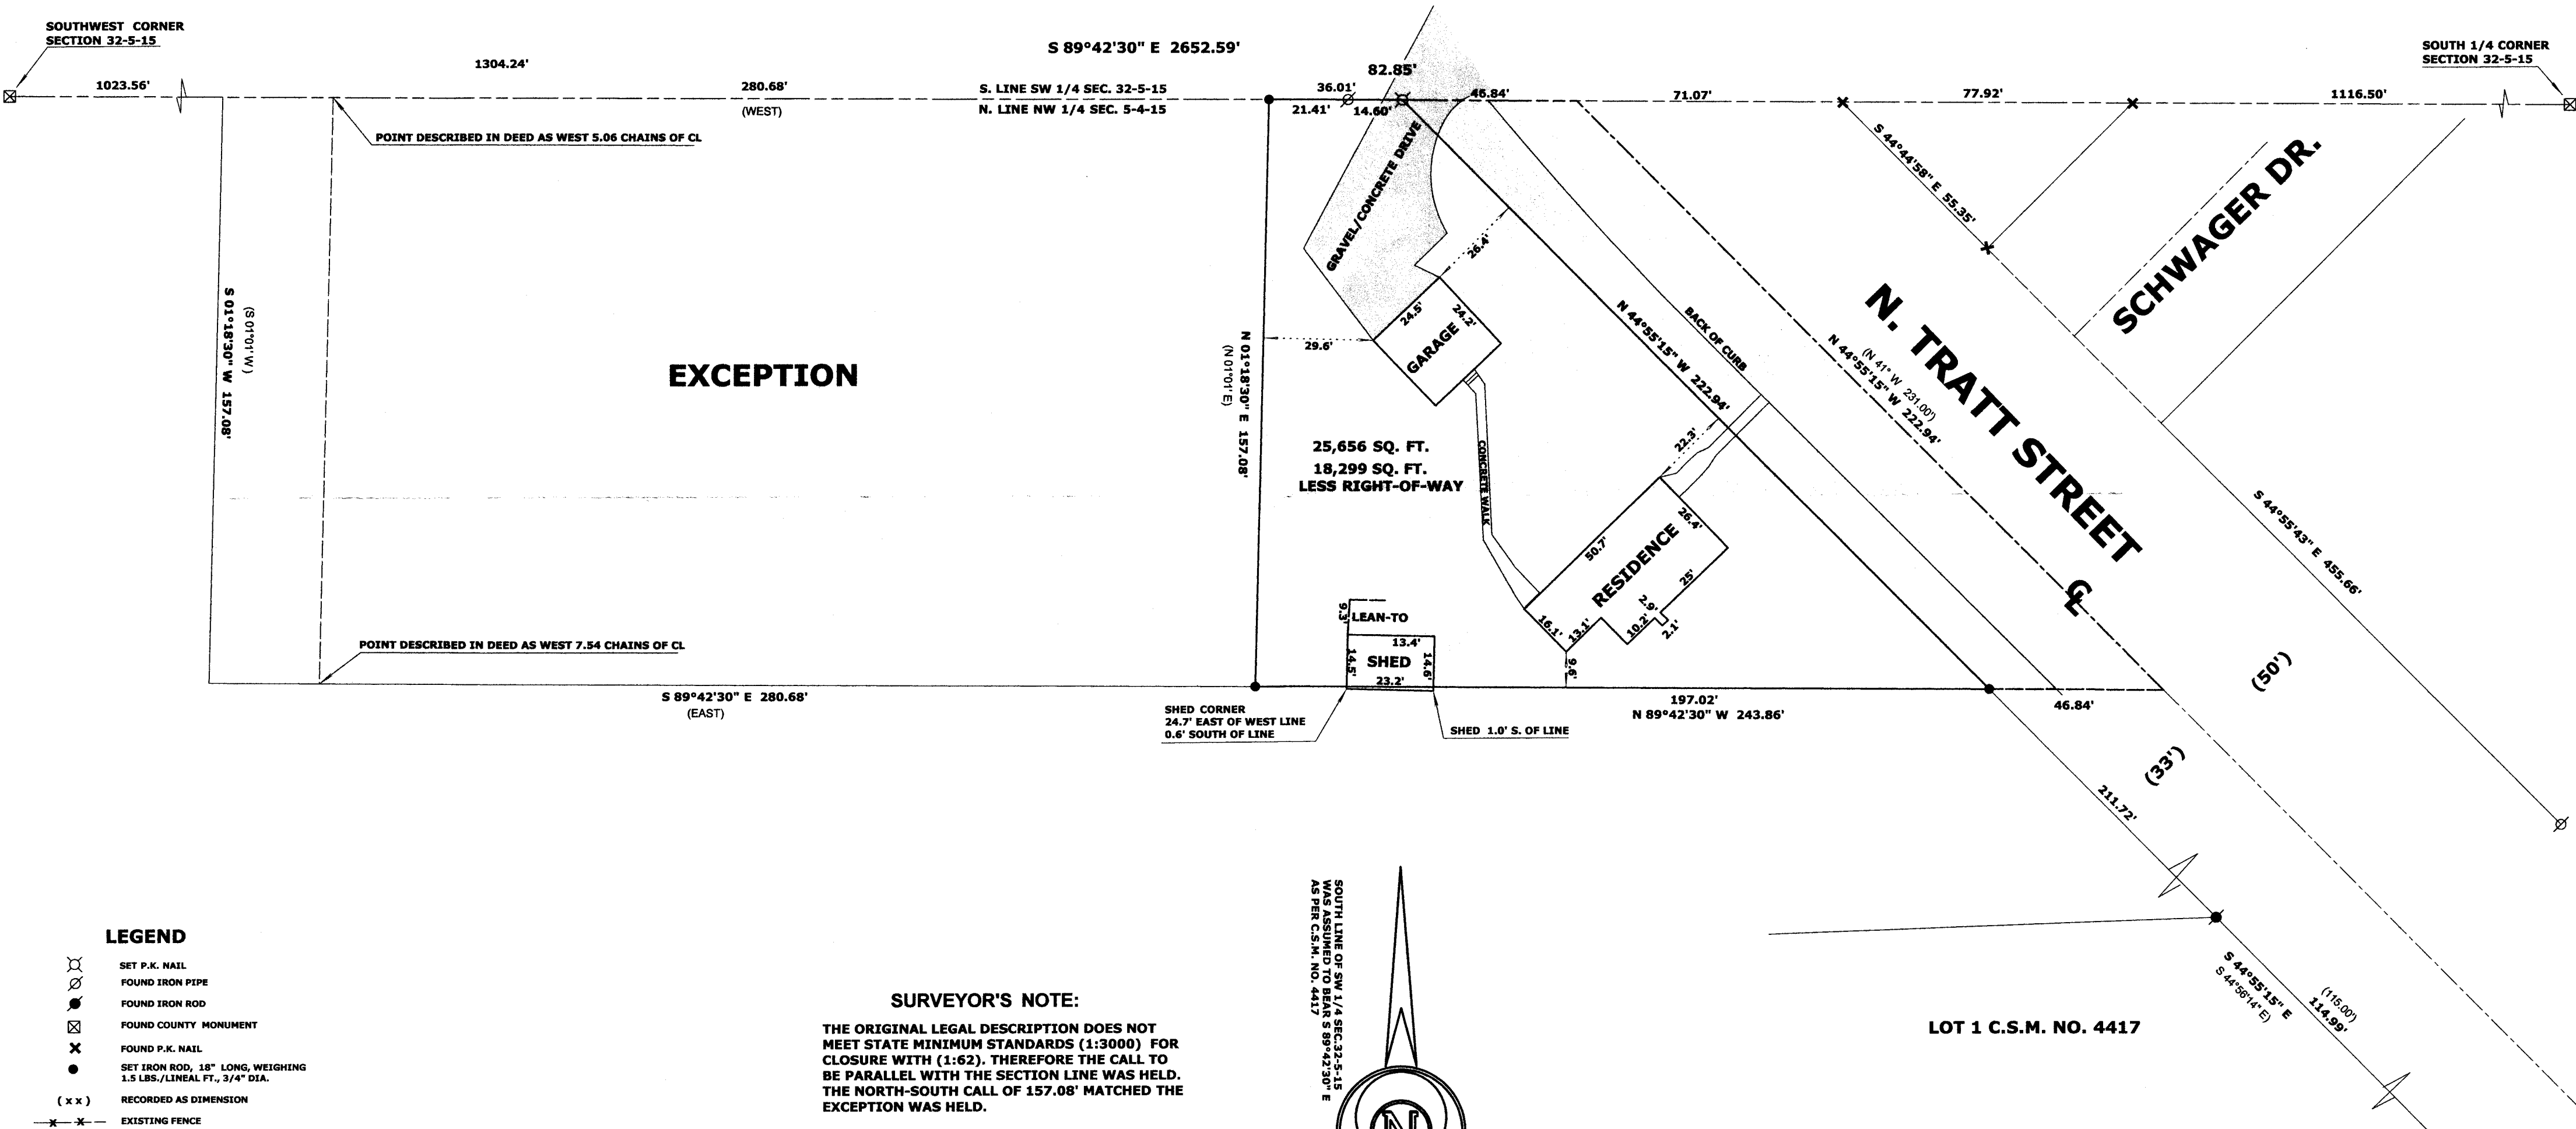 SOUTHWEST CORNER
SECTION 32-5-15
S 89°42'30" E 2652.59'
SOUTH 1/4 CORNER
SECTION 32-5-15
1023.56'
1304.24'
280.68'
(WEST)
S. LINE SW 1/4 SEC. 32-5-15
N. LINE NW 1/4 SEC. 5-4-15
82.85'
36.01'
21.41'
14.60'
46.84'
71.07'
77.92'
1116.50'
POINT DESCRIBED IN DEED AS WEST 5.06 CHAINS OF CL
GRAVEL/CONCRETE DRIVE
S 44°44'58" E 55.35'
SCHWAGER DR.
S 01°18'30" W 157.08'
(S 01°01' W )
EXCEPTION
N 01°18'30" E 157.08'
(N 01°01' E)
29.6'
26.4'
24.5'
24.2'
GARAGE
N 44°55'15" W 222.94'
BACK OF CURB
N. TRATT STREET
(N 41° W 231.00')
N 44°55'15" W 222.94'
25,656 SQ. FT.
18,299 SQ. FT.
LESS RIGHT-OF-WAY
CONCRETE WALK
22.3'
26.4'
50.7'
RESIDENCE
25'
2.9'
2.1'
10.2'
13.1'
16.1'
9.6'
S 44°55'43" E 455.66'
CL
(50')
(33')
9.3'
LEAN-TO
13.4'
14.5'
SHED
14.6'
23.2'
POINT DESCRIBED IN DEED AS WEST 7.54 CHAINS OF CL
S 89°42'30" E 280.68'
(EAST)
SHED CORNER
24.7' EAST OF WEST LINE
0.6' SOUTH OF LINE
SHED 1.0' S. OF LINE
197.02'
N 89°42'30" W 243.86'
46.84'
211.72'
S 44°55'15" E
S 44°56'14" E)
(115.00')
114.99'
LOT 1 C.S.M. NO. 4417
LEGEND
SET P.K. NAIL
FOUND IRON PIPE
FOUND IRON ROD
FOUND COUNTY MONUMENT
FOUND P.K. NAIL
SET IRON ROD, 18" LONG, WEIGHING
1.5 LBS./LINEAL FT., 3/4" DIA.
( x x ) RECORDED AS DIMENSION
x x EXISTING FENCE
SURVEYOR'S NOTE:
THE ORIGINAL LEGAL DESCRIPTION DOES NOT
MEET STATE MINIMUM STANDARDS (1:3000) FOR
CLOSURE WITH (1:62). THEREFORE THE CALL TO
BE PARALLEL WITH THE SECTION LINE WAS HELD.
THE NORTH-SOUTH CALL OF 157.08' MATCHED THE
EXCEPTION WAS HELD.
SOUTH LINE OF SW 1/4 SEC.32-5-15
WAS ASSUMED TO BEAR S 89°42'30" E
AS PER C.S.M. NO. 4417
N